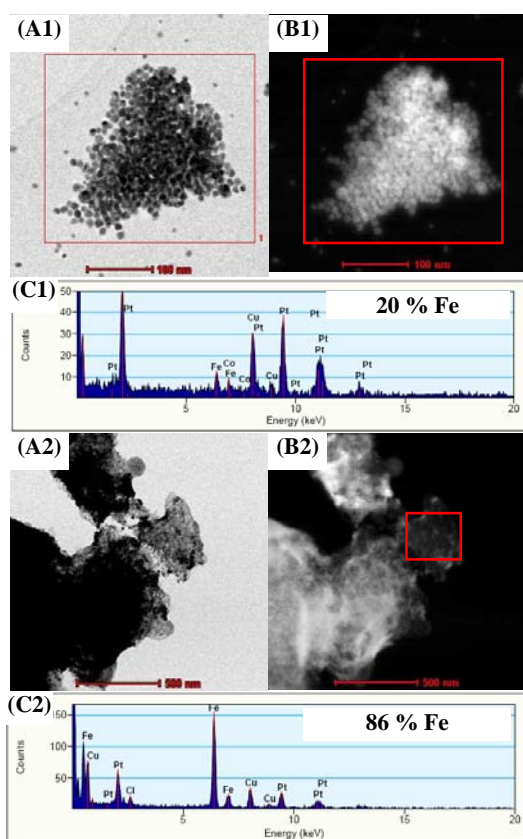 (A1)
(B1)
1
100 nm
100 nm
(C1)
20 % Fe
Counts
50
40
30
20
10
Pt
Pt
Fe
Co
Fe
Co
Cu
Pt
Cu
Pt
Pt
Pt
Pt
Pt
Pt
Pt
5
10
15
20
Energy (keV)
(A2)
(B2)
500 nm
500 nm
(C2)
86 % Fe
Counts
150
100
50
Fe
Cu
Pt
Pt
Cl
Fe
Fe
Cu
Cu
Pt
Pt
Pt
5
10
15
20
Energy (keV)